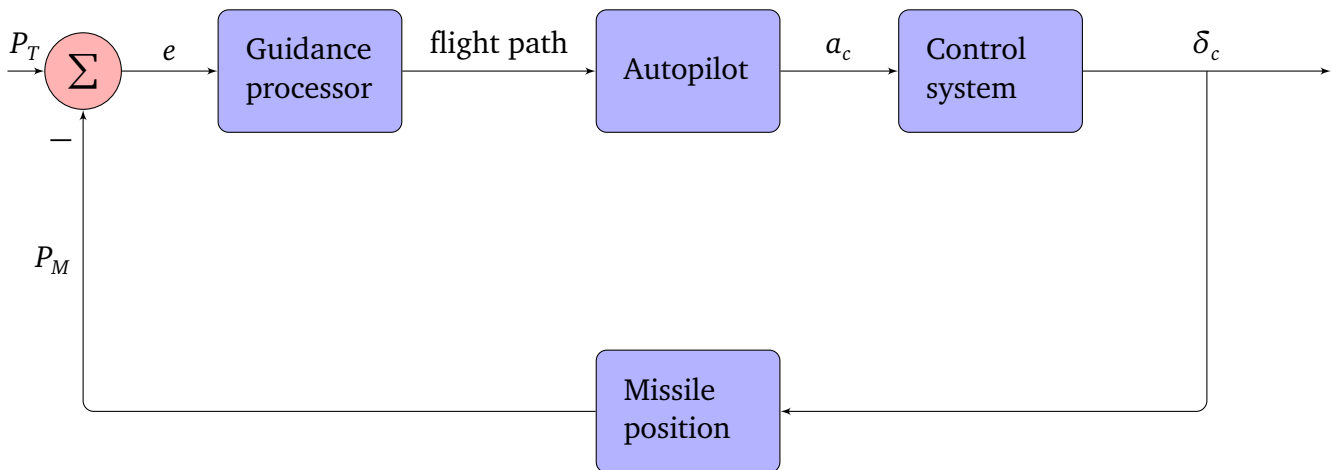 P_T
Σ
e
Guidance
processor
flight path
Autopilot
a_c
Control
system
δ_c
−
P_M
Missile
position